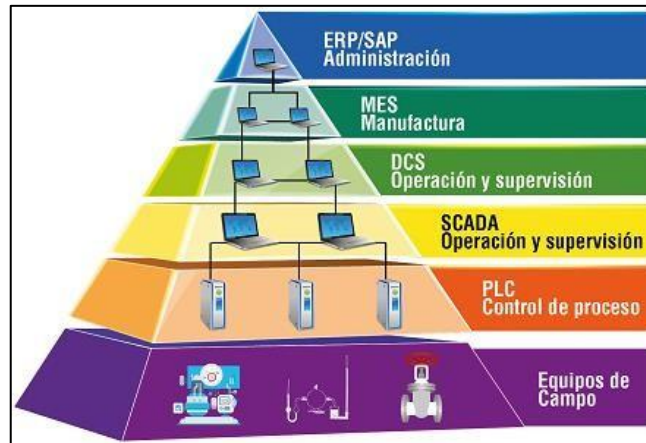 ERP/SAP
Administración
MES
Manufactura
DCS
Operación y supervisión
SCADA
Operación y supervisión
PLC
Control de proceso
Equipos de
Campo